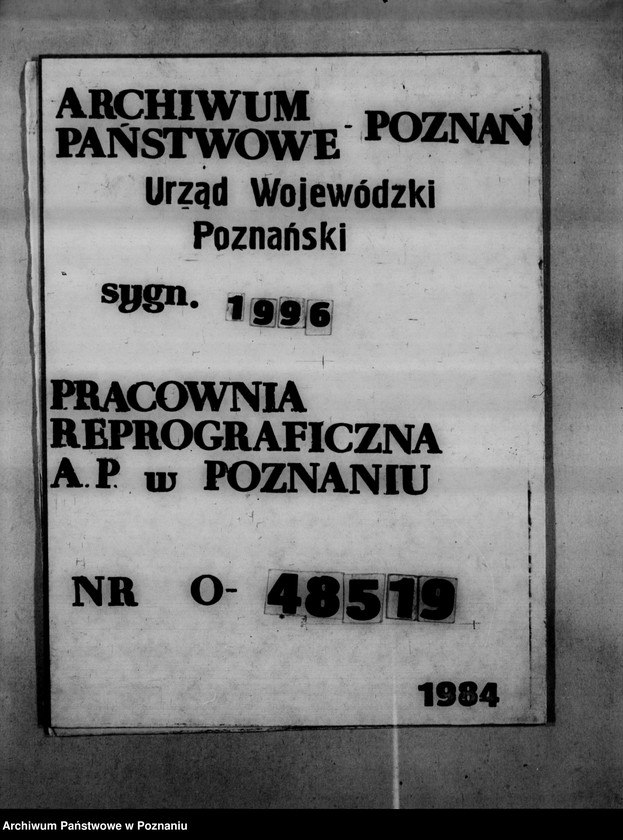 ARCHIWUM
PAŃSTWOWE - POZNAŃ
Urząd Wojewódzki
Poznański
sygn. 1996
PRACOWNIA
REPROGRAFICZNA
A.P. w POZNANIU
NR O- 48519
1984
Archiwum Państwowe w Poznaniu